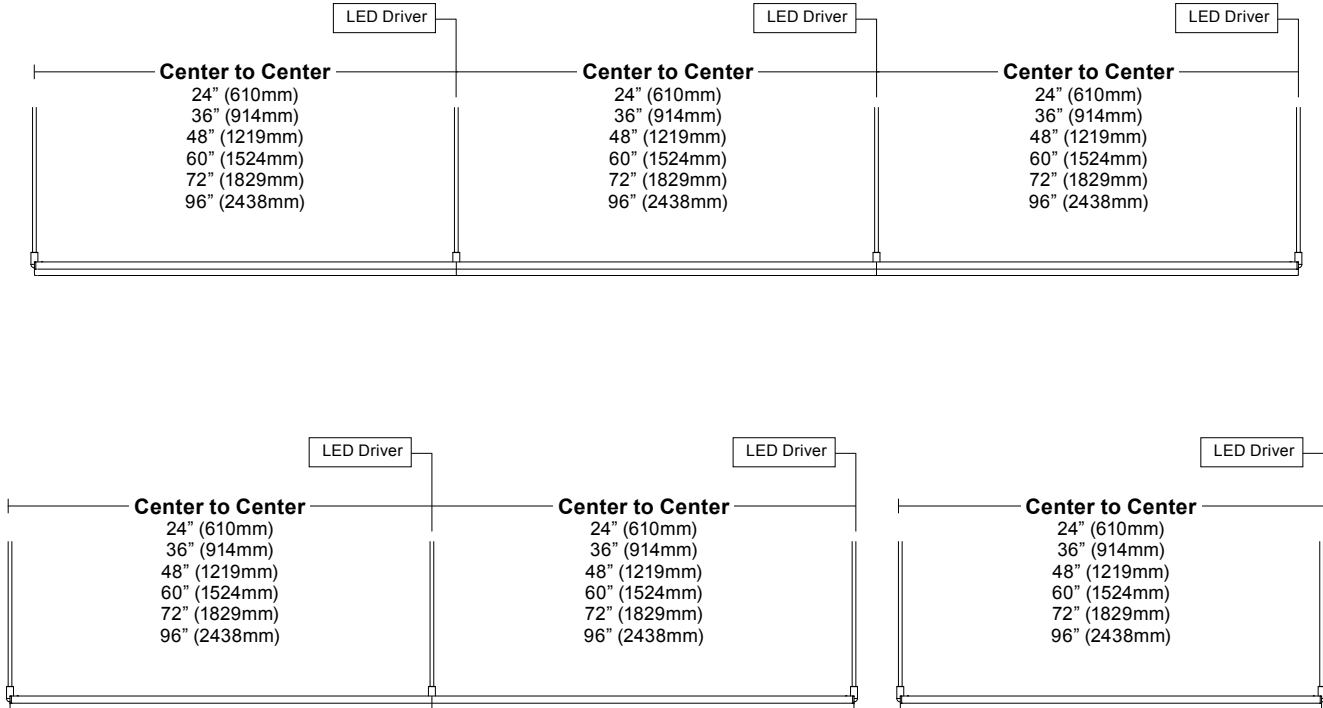 LED Driver
LED Driver
LED Driver
Center to Center
24” (610mm)
36” (914mm)
48” (1219mm)
60” (1524mm)
72” (1829mm)
96” (2438mm)
Center to Center
24” (610mm)
36” (914mm)
48” (1219mm)
60” (1524mm)
72” (1829mm)
96” (2438mm)
Center to Center
24” (610mm)
36” (914mm)
48” (1219mm)
60” (1524mm)
72” (1829mm)
96” (2438mm)
LED Driver
LED Driver
LED Driver
Center to Center
24” (610mm)
36” (914mm)
48” (1219mm)
60” (1524mm)
72” (1829mm)
96” (2438mm)
Center to Center
24” (610mm)
36” (914mm)
48” (1219mm)
60” (1524mm)
72” (1829mm)
96” (2438mm)
Center to Center
24” (610mm)
36” (914mm)
48” (1219mm)
60” (1524mm)
72” (1829mm)
96” (2438mm)